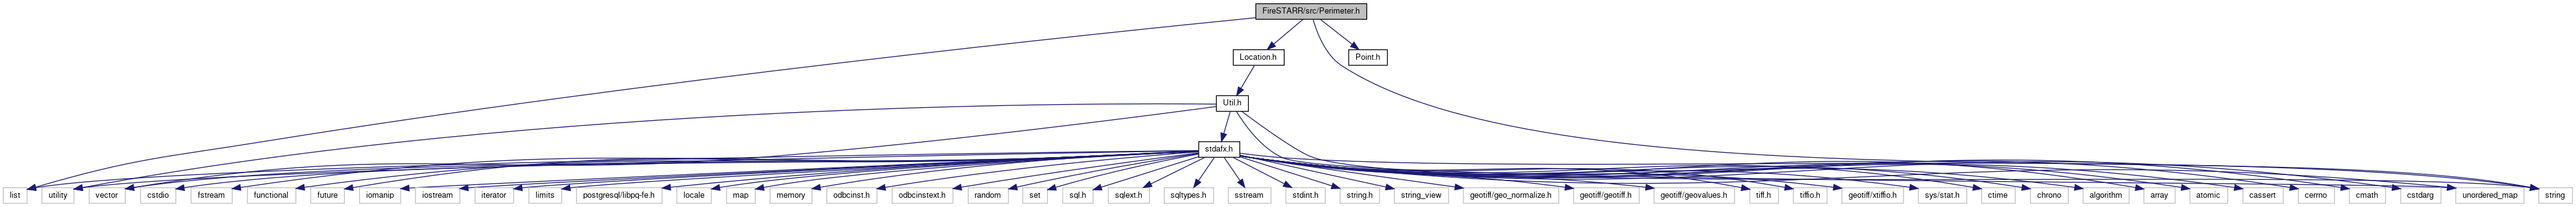 FireSTARR/src/Perimeter.h
Location.h
Point.h
Util.h
stdafx.h
list
utility
vector
cstdio
fstream
functional
future
iomanip
iostream
iterator
limits
postgresql/libpq-fe.h
locale
map
memory
odbcinst.h
odbcinstext.h
random
set
sql.h
sqlext.h
sqltypes.h
sstream
stdint.h
string.h
string_view
geotiff/geo_normalize.h
geotiff/geotiff.h
geotiff/geovalues.h
tiff.h
tiffio.h
geotiff/xtiffio.h
sys/stat.h
ctime
chrono
algorithm
array
atomic
cassert
cerrno
cmath
cstdarg
unordered_map
string